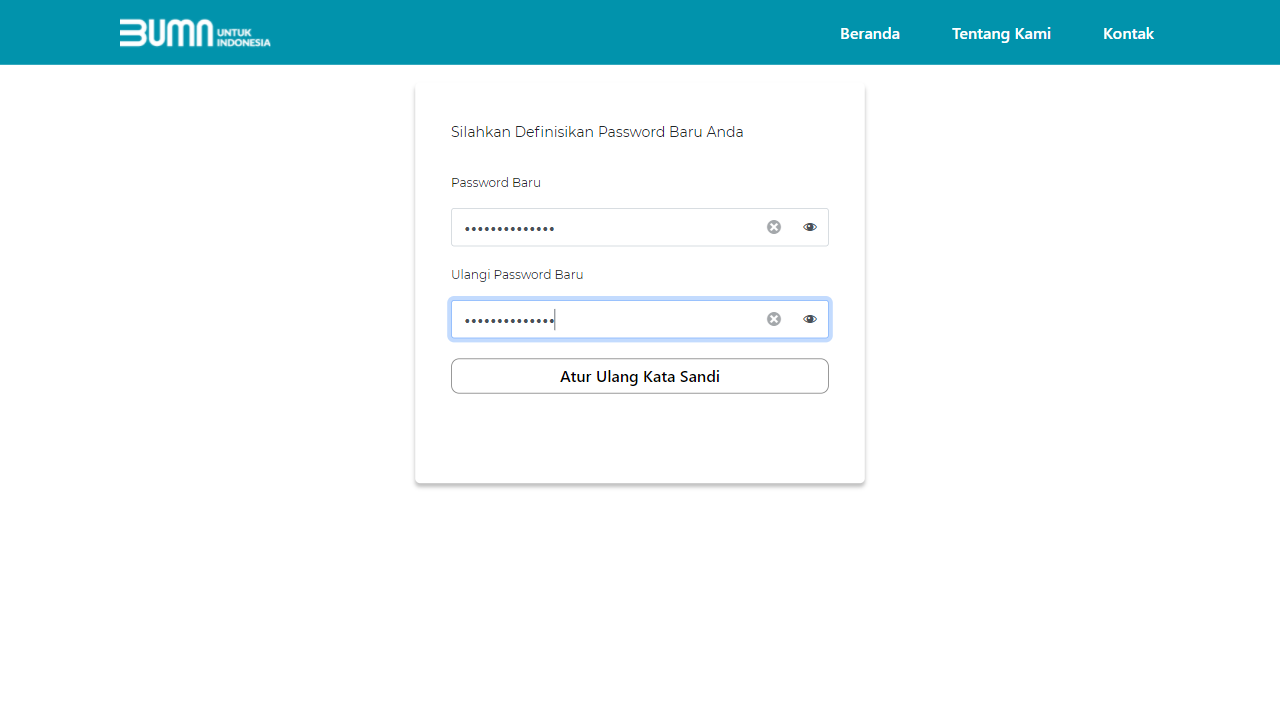 BUMN UNTUK
INDONESIA
Beranda
Tentang Kami
Kontak
Silahkan Definisikan Password Baru Anda
Password Baru
••••••••••••••
Ulangi Password Baru
••••••••••••••
Atur Ulang Kata Sandi